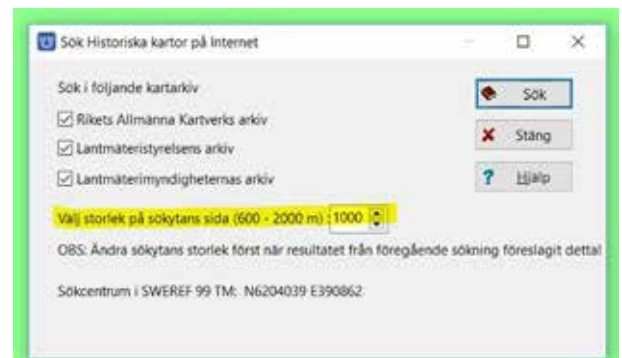 Sök Historiska kartor på Internet
Sök i följande kartarkiv
Sök
Rikets Allmänna Kartverks arkiv
Stäng
Lantmäteristyrelsens arkiv
Lantmäterimyndigheternas arkiv
Hjälp
Välj storlek på sökytans sida (600 - 2000 m) : 1000
OBS: Ändra sökytans storlek först när resultatet från föregående sökning föreslagit dettal
Sökcentrum i SWEREF 99 TM: N6204039 E390862